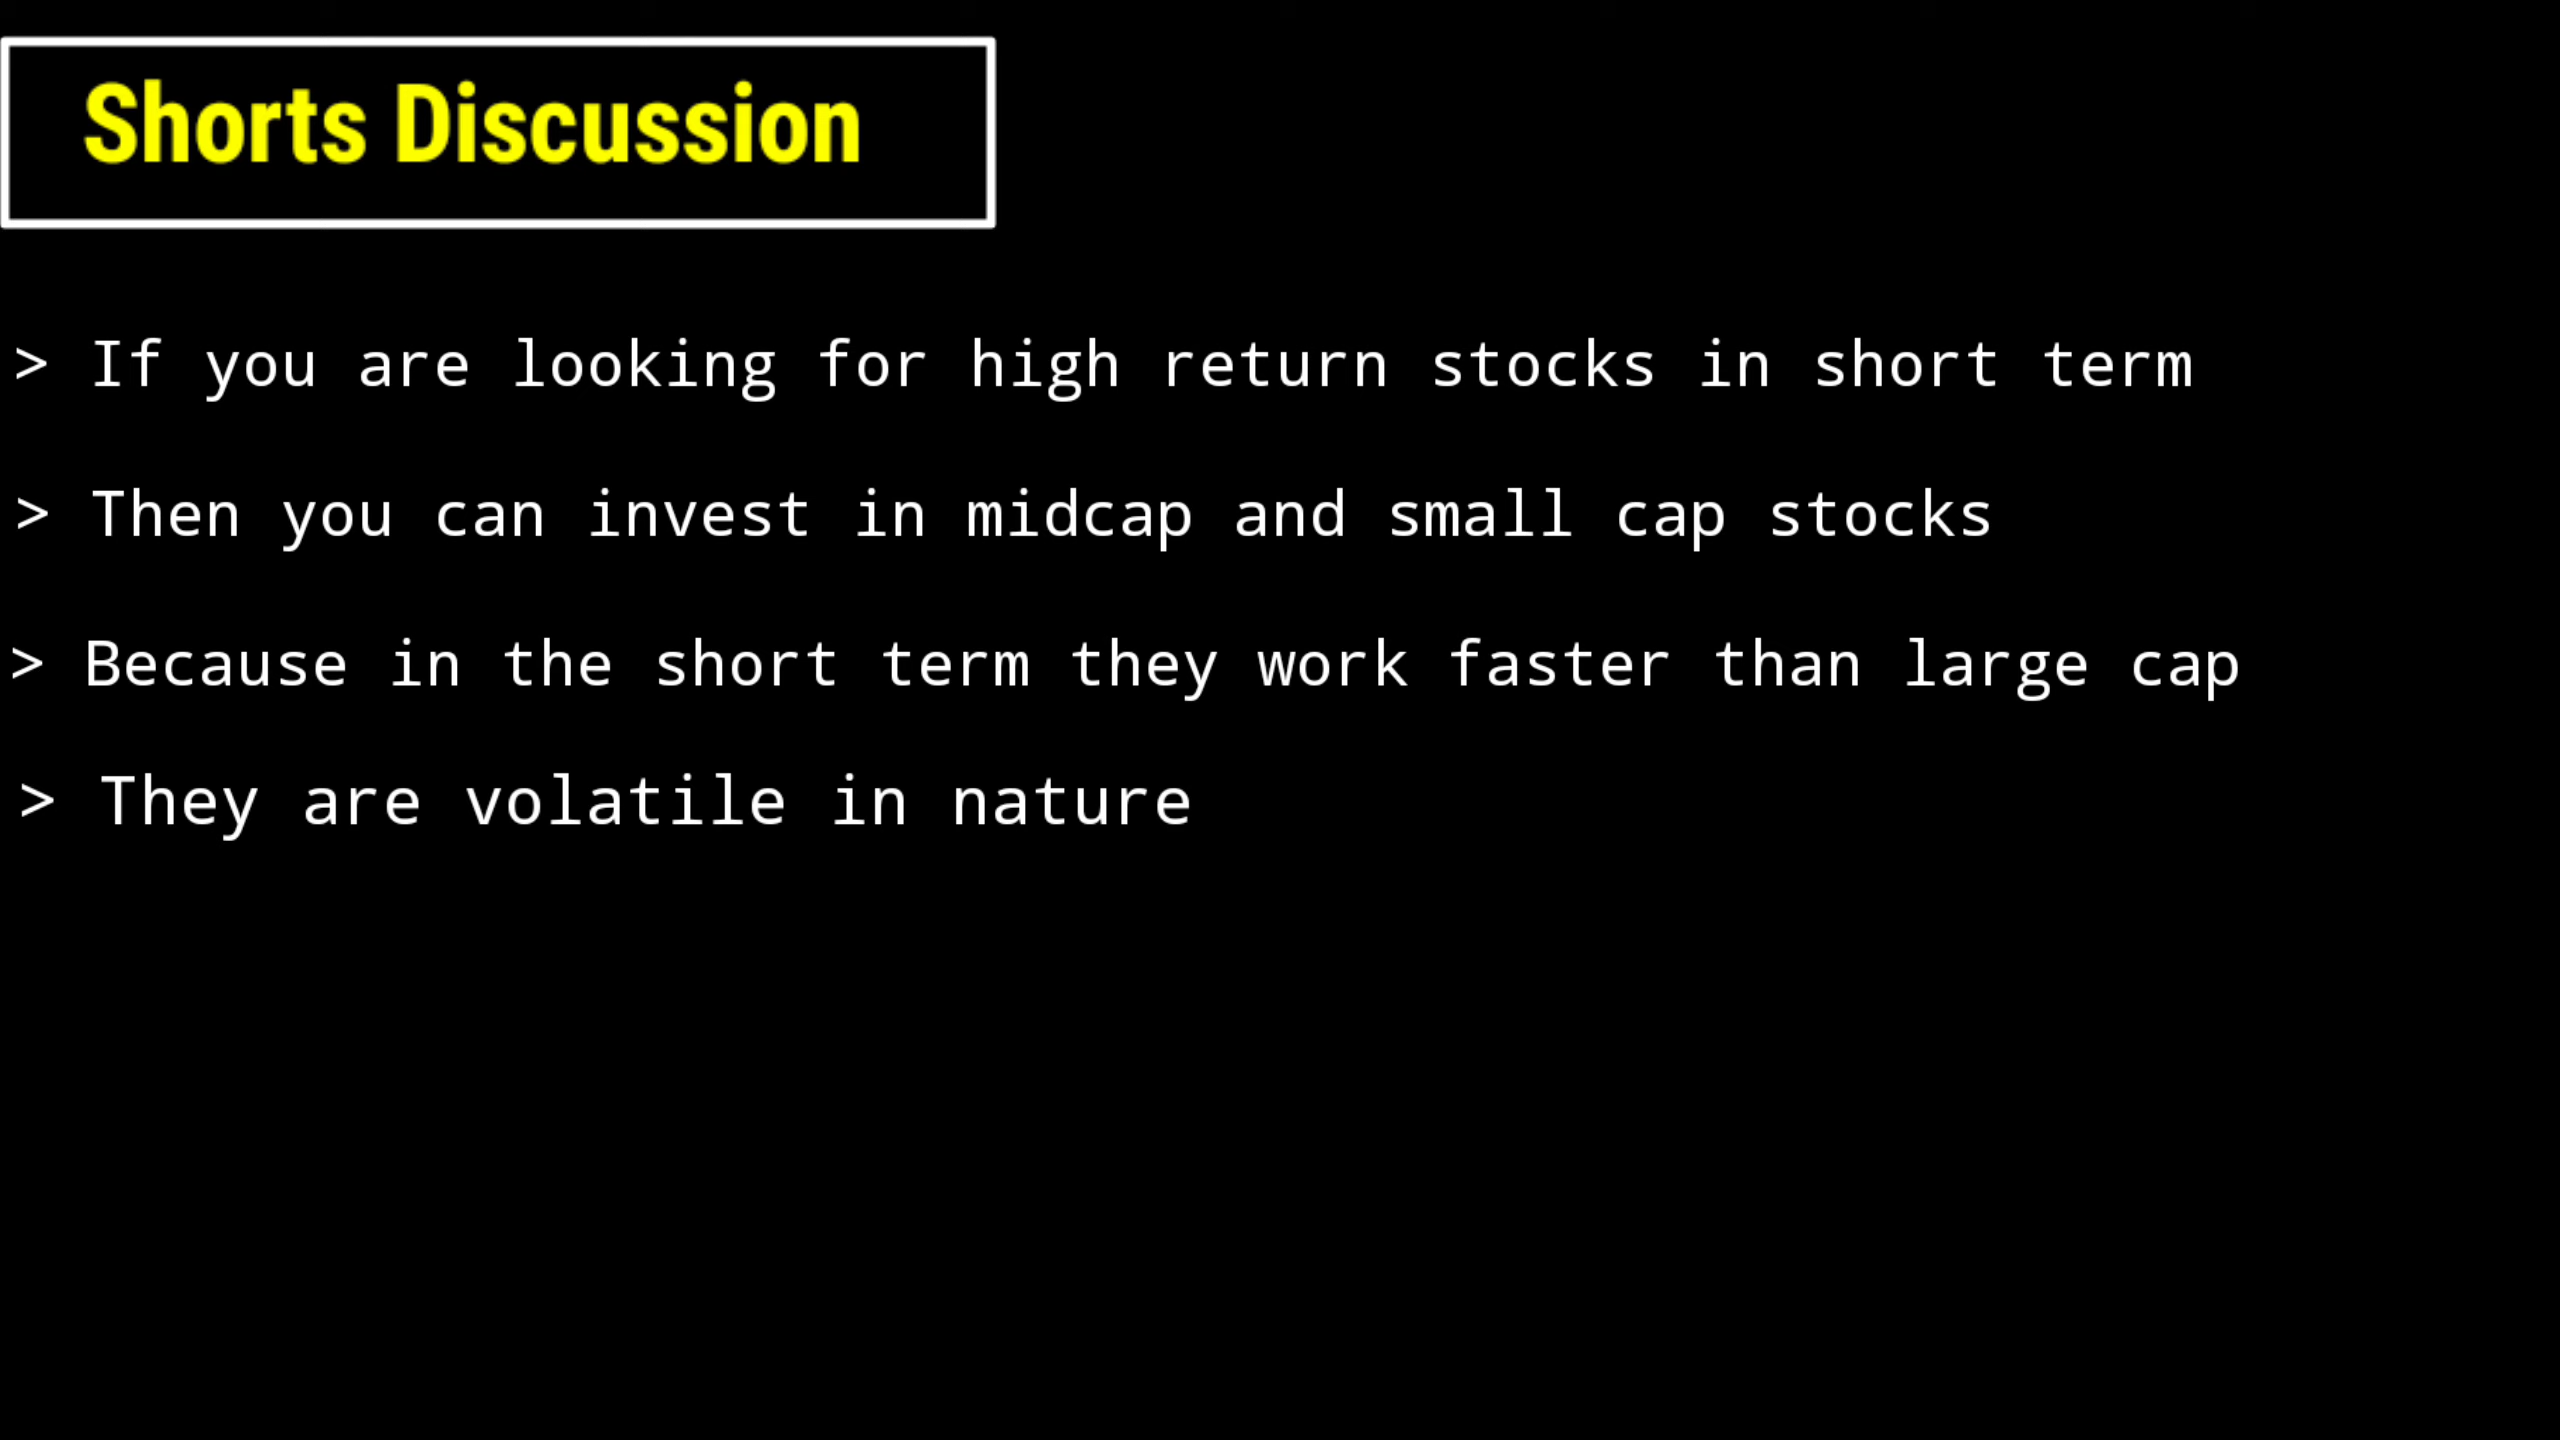 Shorts Discussion
> If you are looking for high return stocks in short term
> Then you can invest in midcap and small cap stocks
> Because in the short term they work faster than large cap
> They are volatile in nature